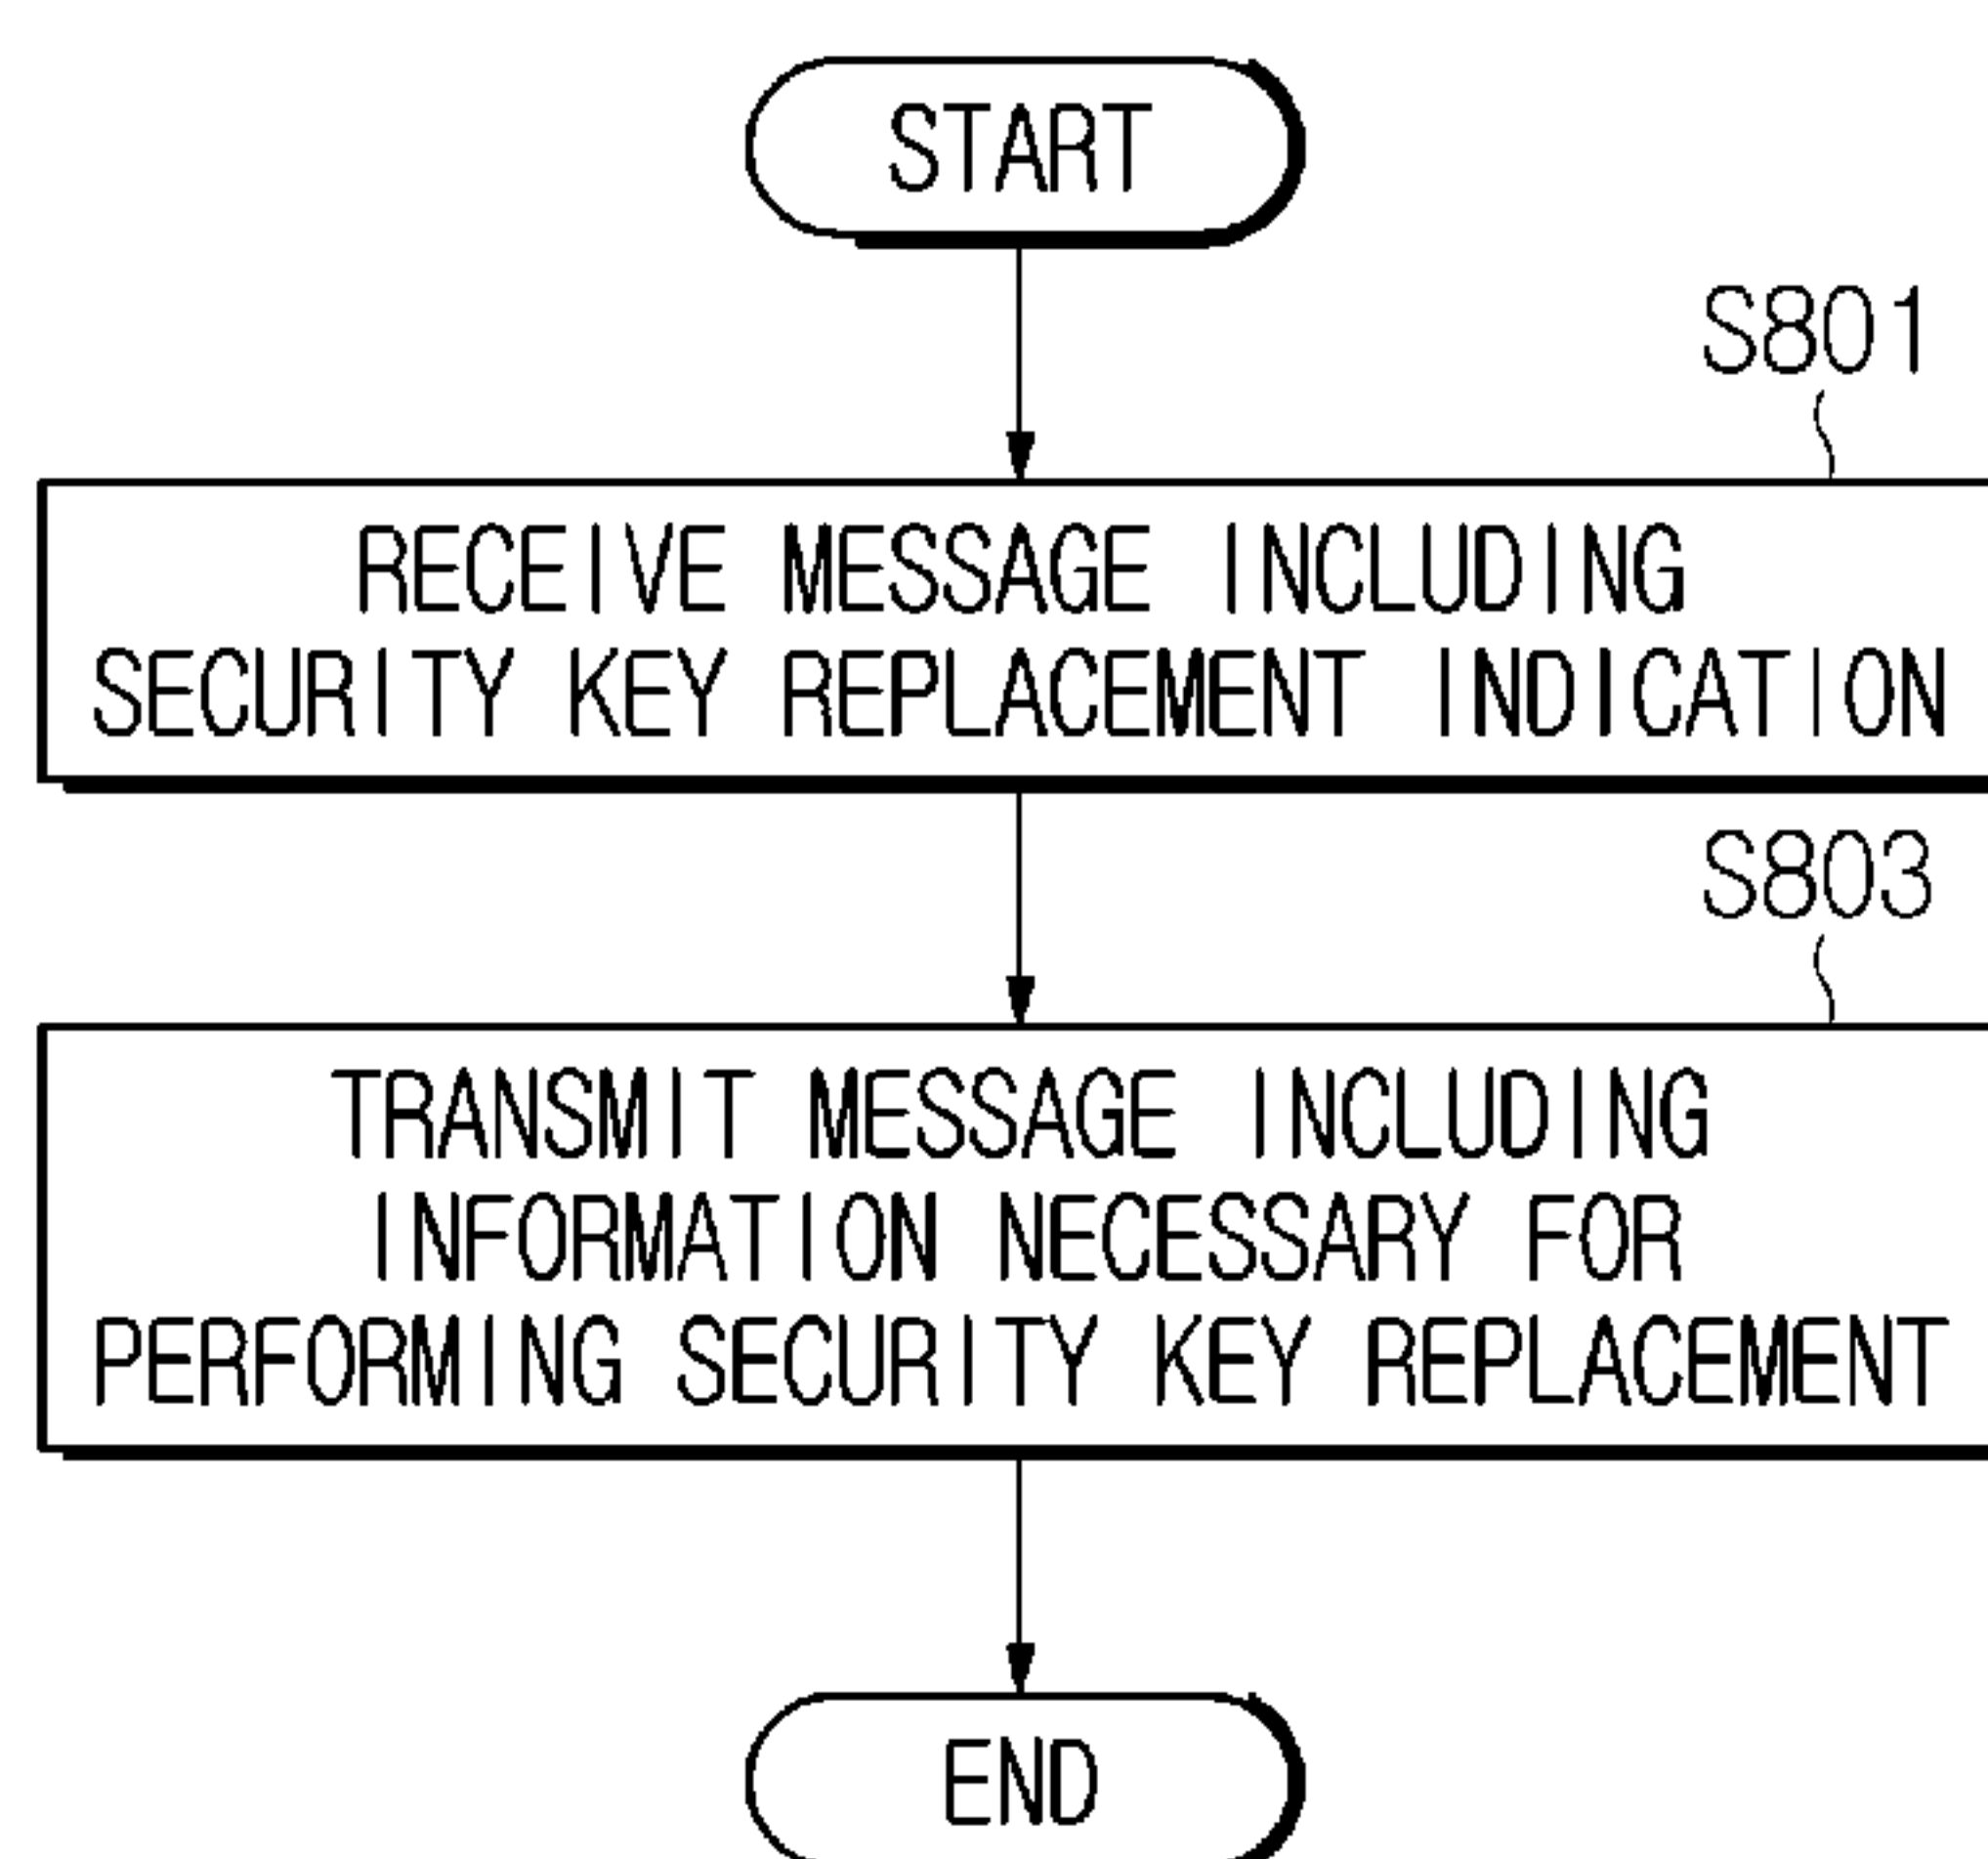 START
S801
RECEIVE MESSAGE INCLUDING
SECURITY KEY REPLACEMENT INDICATION
S803
TRANSMIT MESSAGE INCLUDING
INFORMATION NECESSARY FOR
PERFORMING SECURITY KEY REPLACEMENT
END